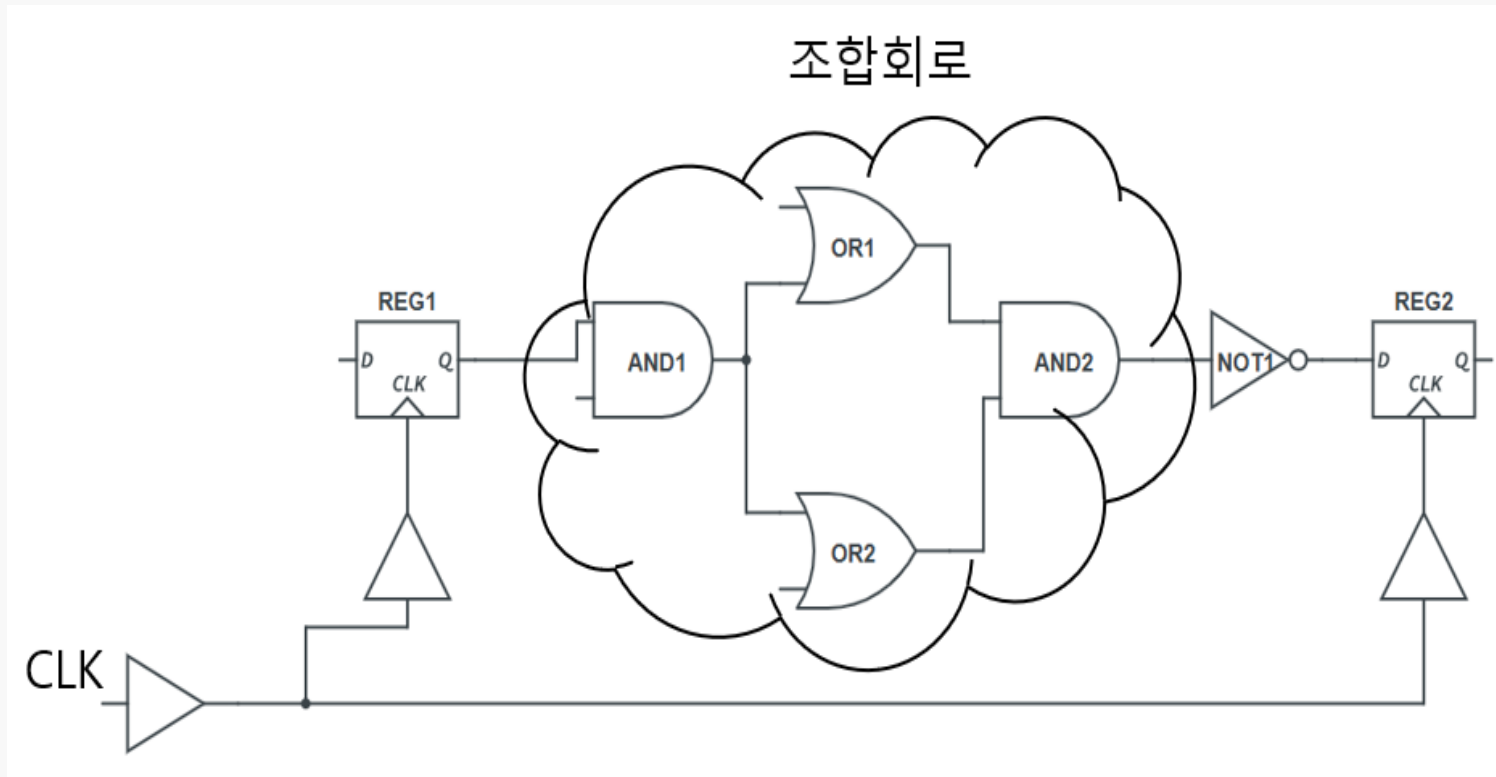 조합회로
OR1
REG1
REG2
D
Q
CLK
AND1
AND2
NOT1
D
Q
CLK
OR2
CLK